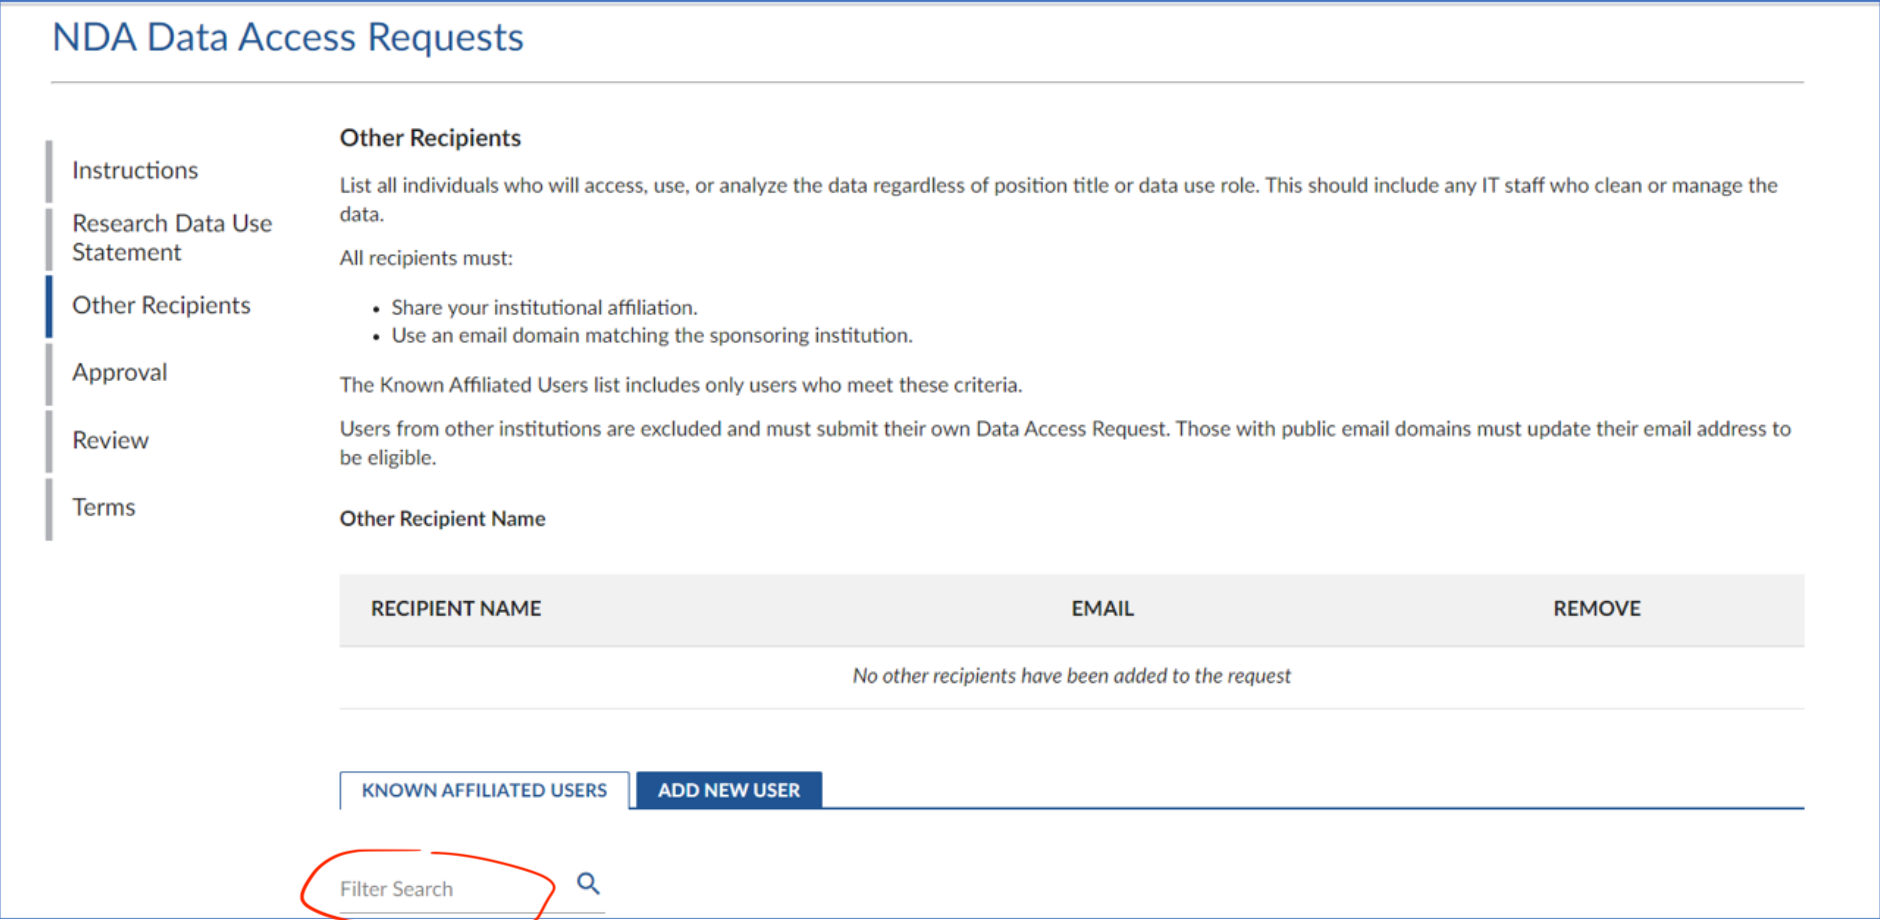 NDA Data Access Requests
Instructions
Research Data Use
Statement
Other Recipients
Approval
Review
Terms
Other Recipients
List all individuals who will access, use, or analyze the data regardless of position title or data use role. This should include any IT staff who clean or manage the
data.
All recipients must:
• Share your institutional affiliation.
• Use an email domain matching the sponsoring institution.
The Known Affiliated Users list includes only users who meet these criteria.
Users from other institutions are excluded and must submit their own Data Access Request. Those with public email domains must update their email address to
be eligible.
Other Recipient Name
RECIPIENT NAME EMAIL REMOVE
No other recipients have been added to the request
KNOWN AFFILIATED USERS ADD NEW USER
Filter Search